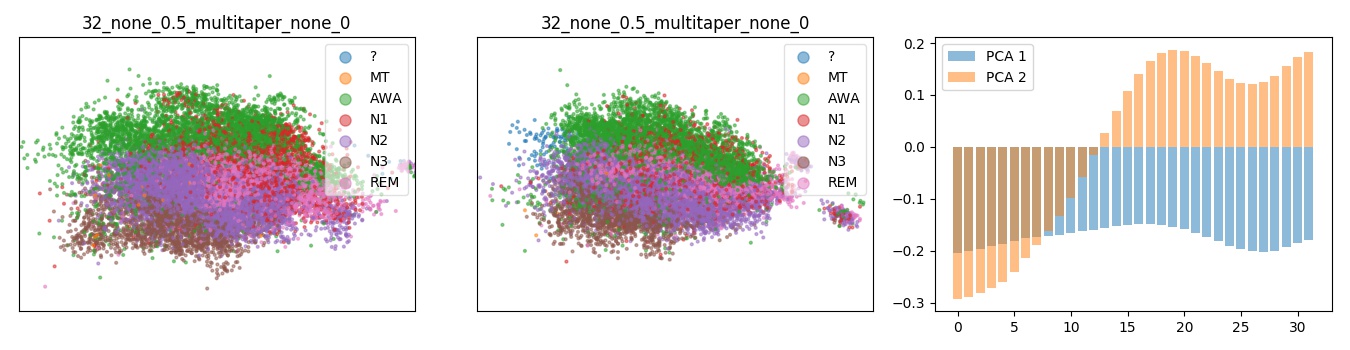 32_none_0.5_multitaper_none_0
?
MT
AWA
N1
N2
N3
REM
32_none_0.5_multitaper_none_0
?
MT
AWA
N1
N2
N3
REM
PCA 1
PCA 2
0.2
0.1
0.0
−0.1
−0.2
−0.3
0 5 10 15 20 25 30